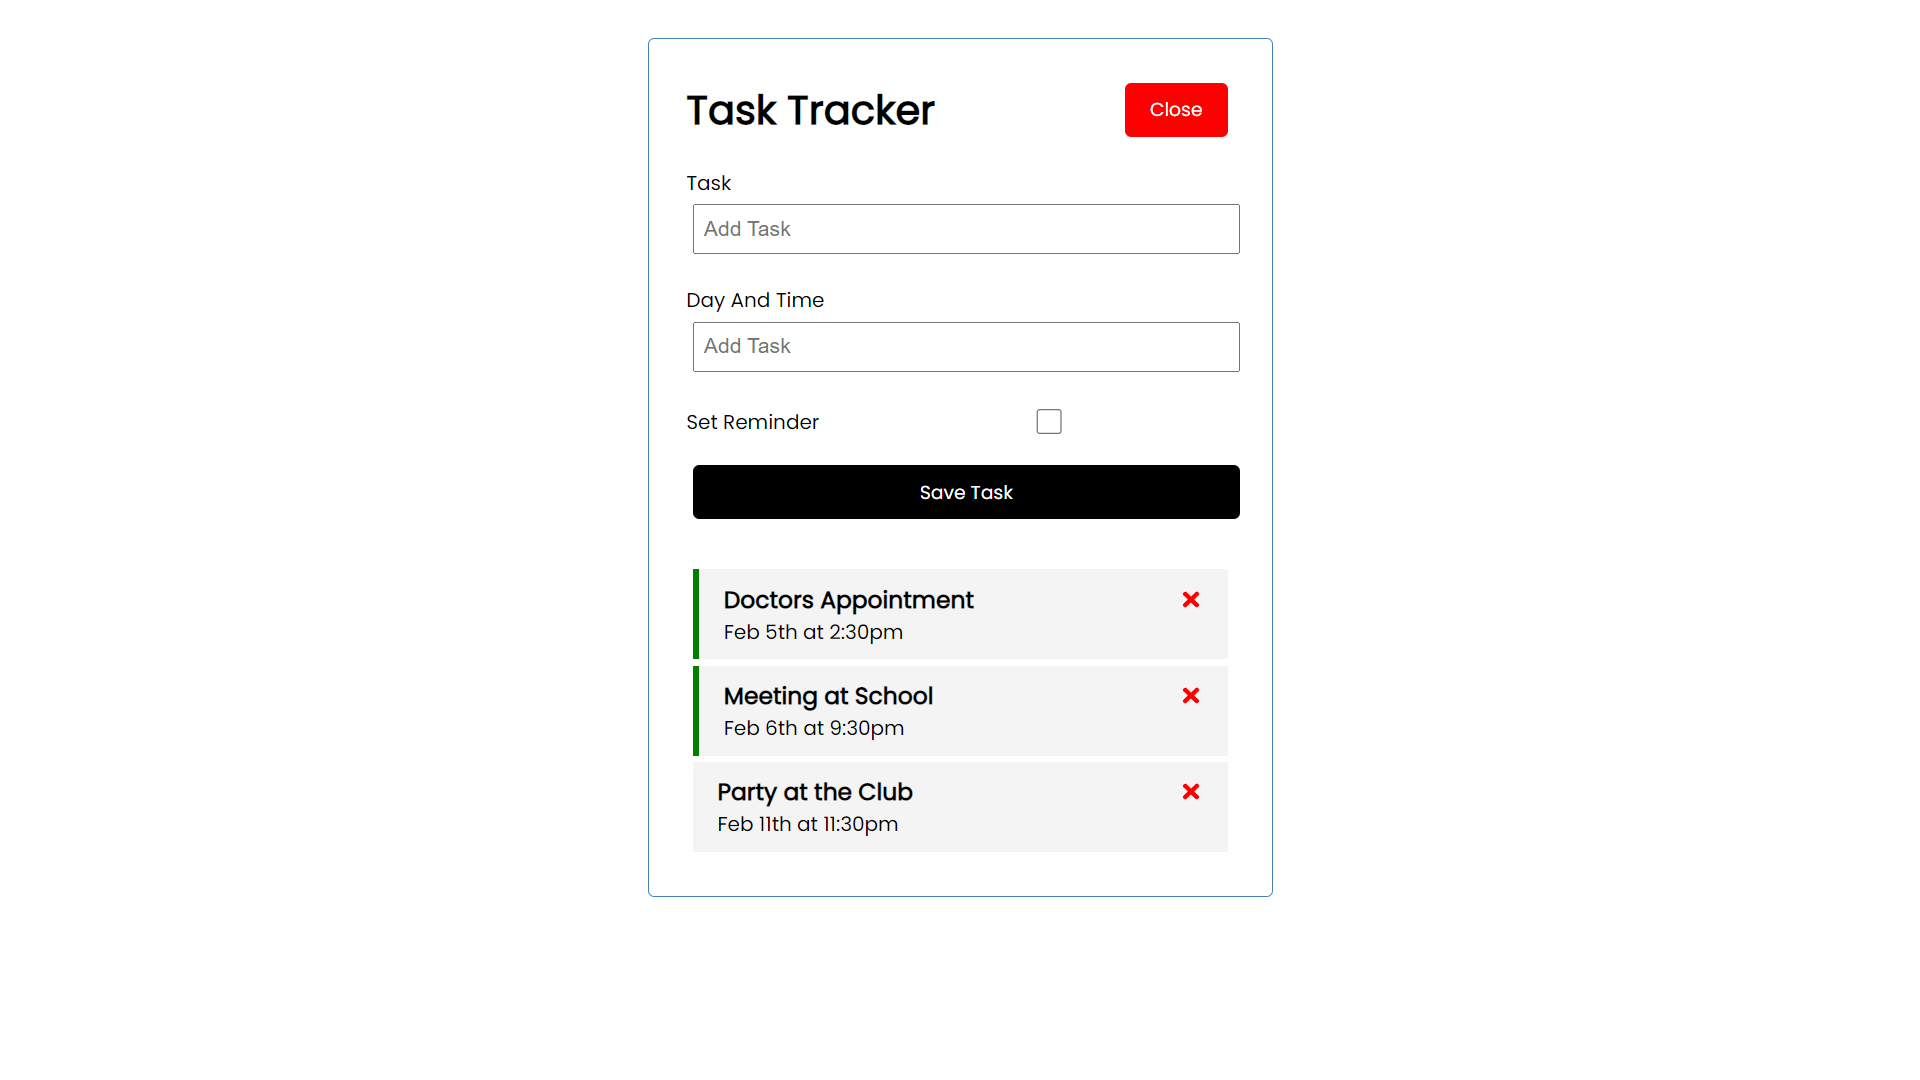 Task Tracker
Close
Task
Add Task
Day And Time
Add Task
Set Reminder
Save Task
Doctors Appointment
Feb 5th at 2:30pm
Meeting at School
Feb 6th at 9:30pm
Party at the Club
Feb 11th at 11:30pm